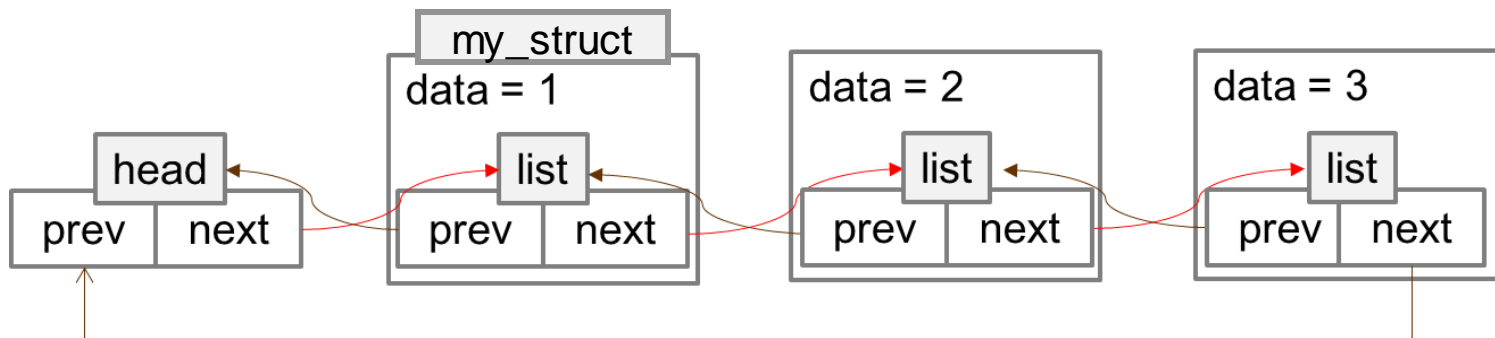 my_struct
data = 1
data = 2
data = 3
head
list
list
list
prev next
prev next
prev next
prev next